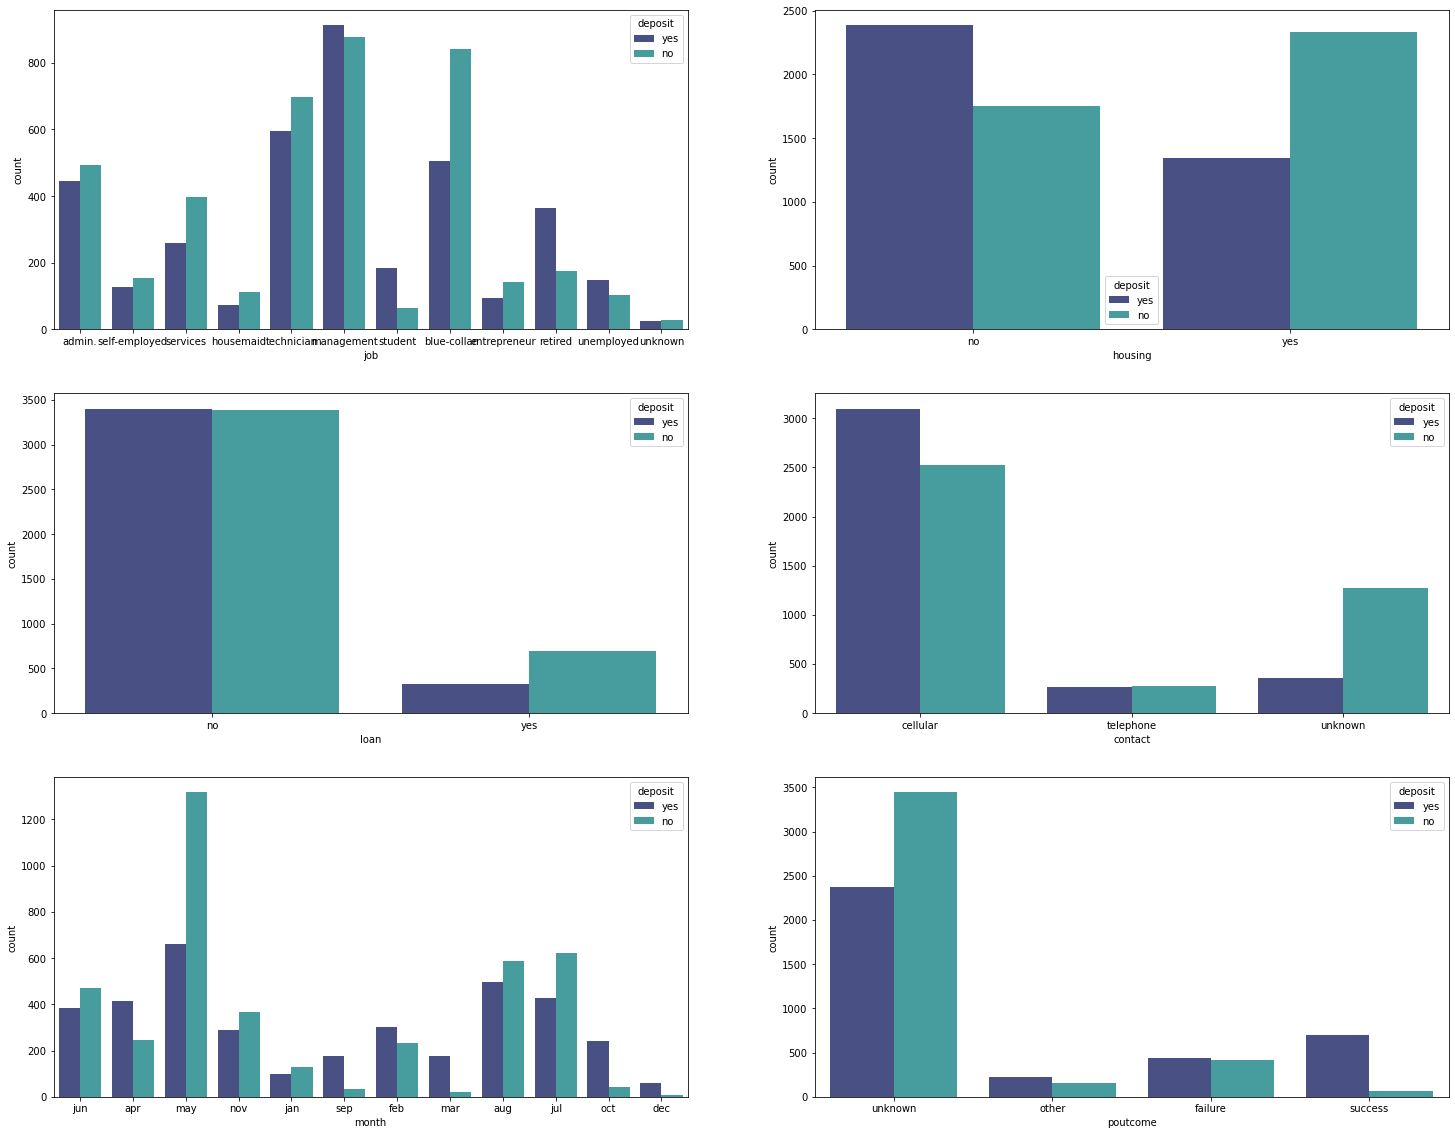 deposit
yes
no
800
600
400
200
0
count
admin. self-employed services housemaid technician management student blue-collar entrepreneur retired unemployed unknown
job
2500
2000
1500
1000
500
0
count
deposit
yes
no
no yes
housing
3500
3000
2500
2000
1500
1000
500
0
count
deposit
yes
no
no yes
loan
3000
2500
2000
1500
1000
500
0
count
deposit
yes
no
cellular telephone unknown
contact
1200
1000
800
600
400
200
0
count
deposit
yes
no
jun apr may nov jan sep feb mar aug jul oct dec
month
3500
3000
2500
2000
1500
1000
500
0
count
deposit
yes
no
unknown other failure success
poutcome